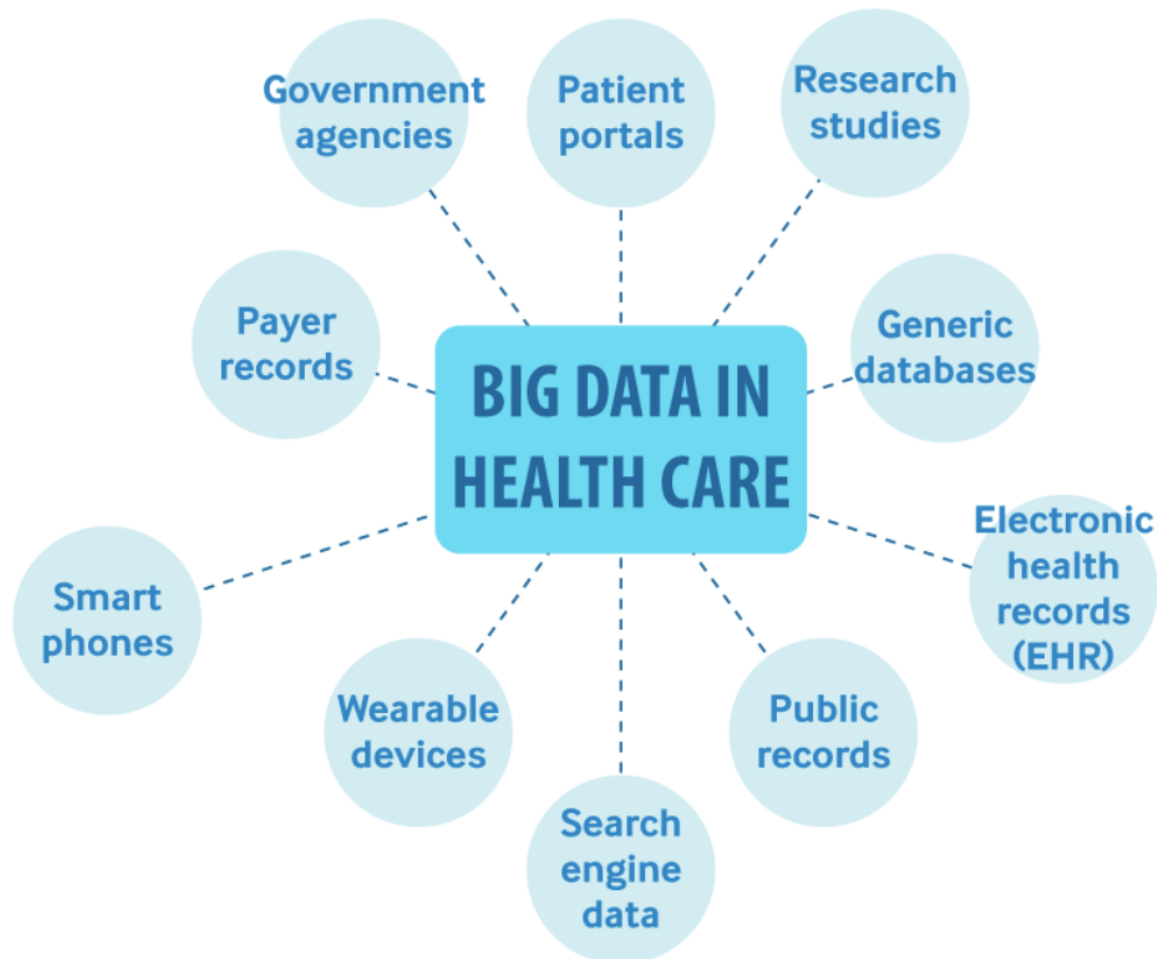 Government
agencies
Patient
portals
Research
studies
Payer
records
BIG DATA IN
HEALTH CARE
Generic
databases
Smart
phones
Electronic
health
records
(EHR)
Wearable
devices
Public
records
Search
engine
data